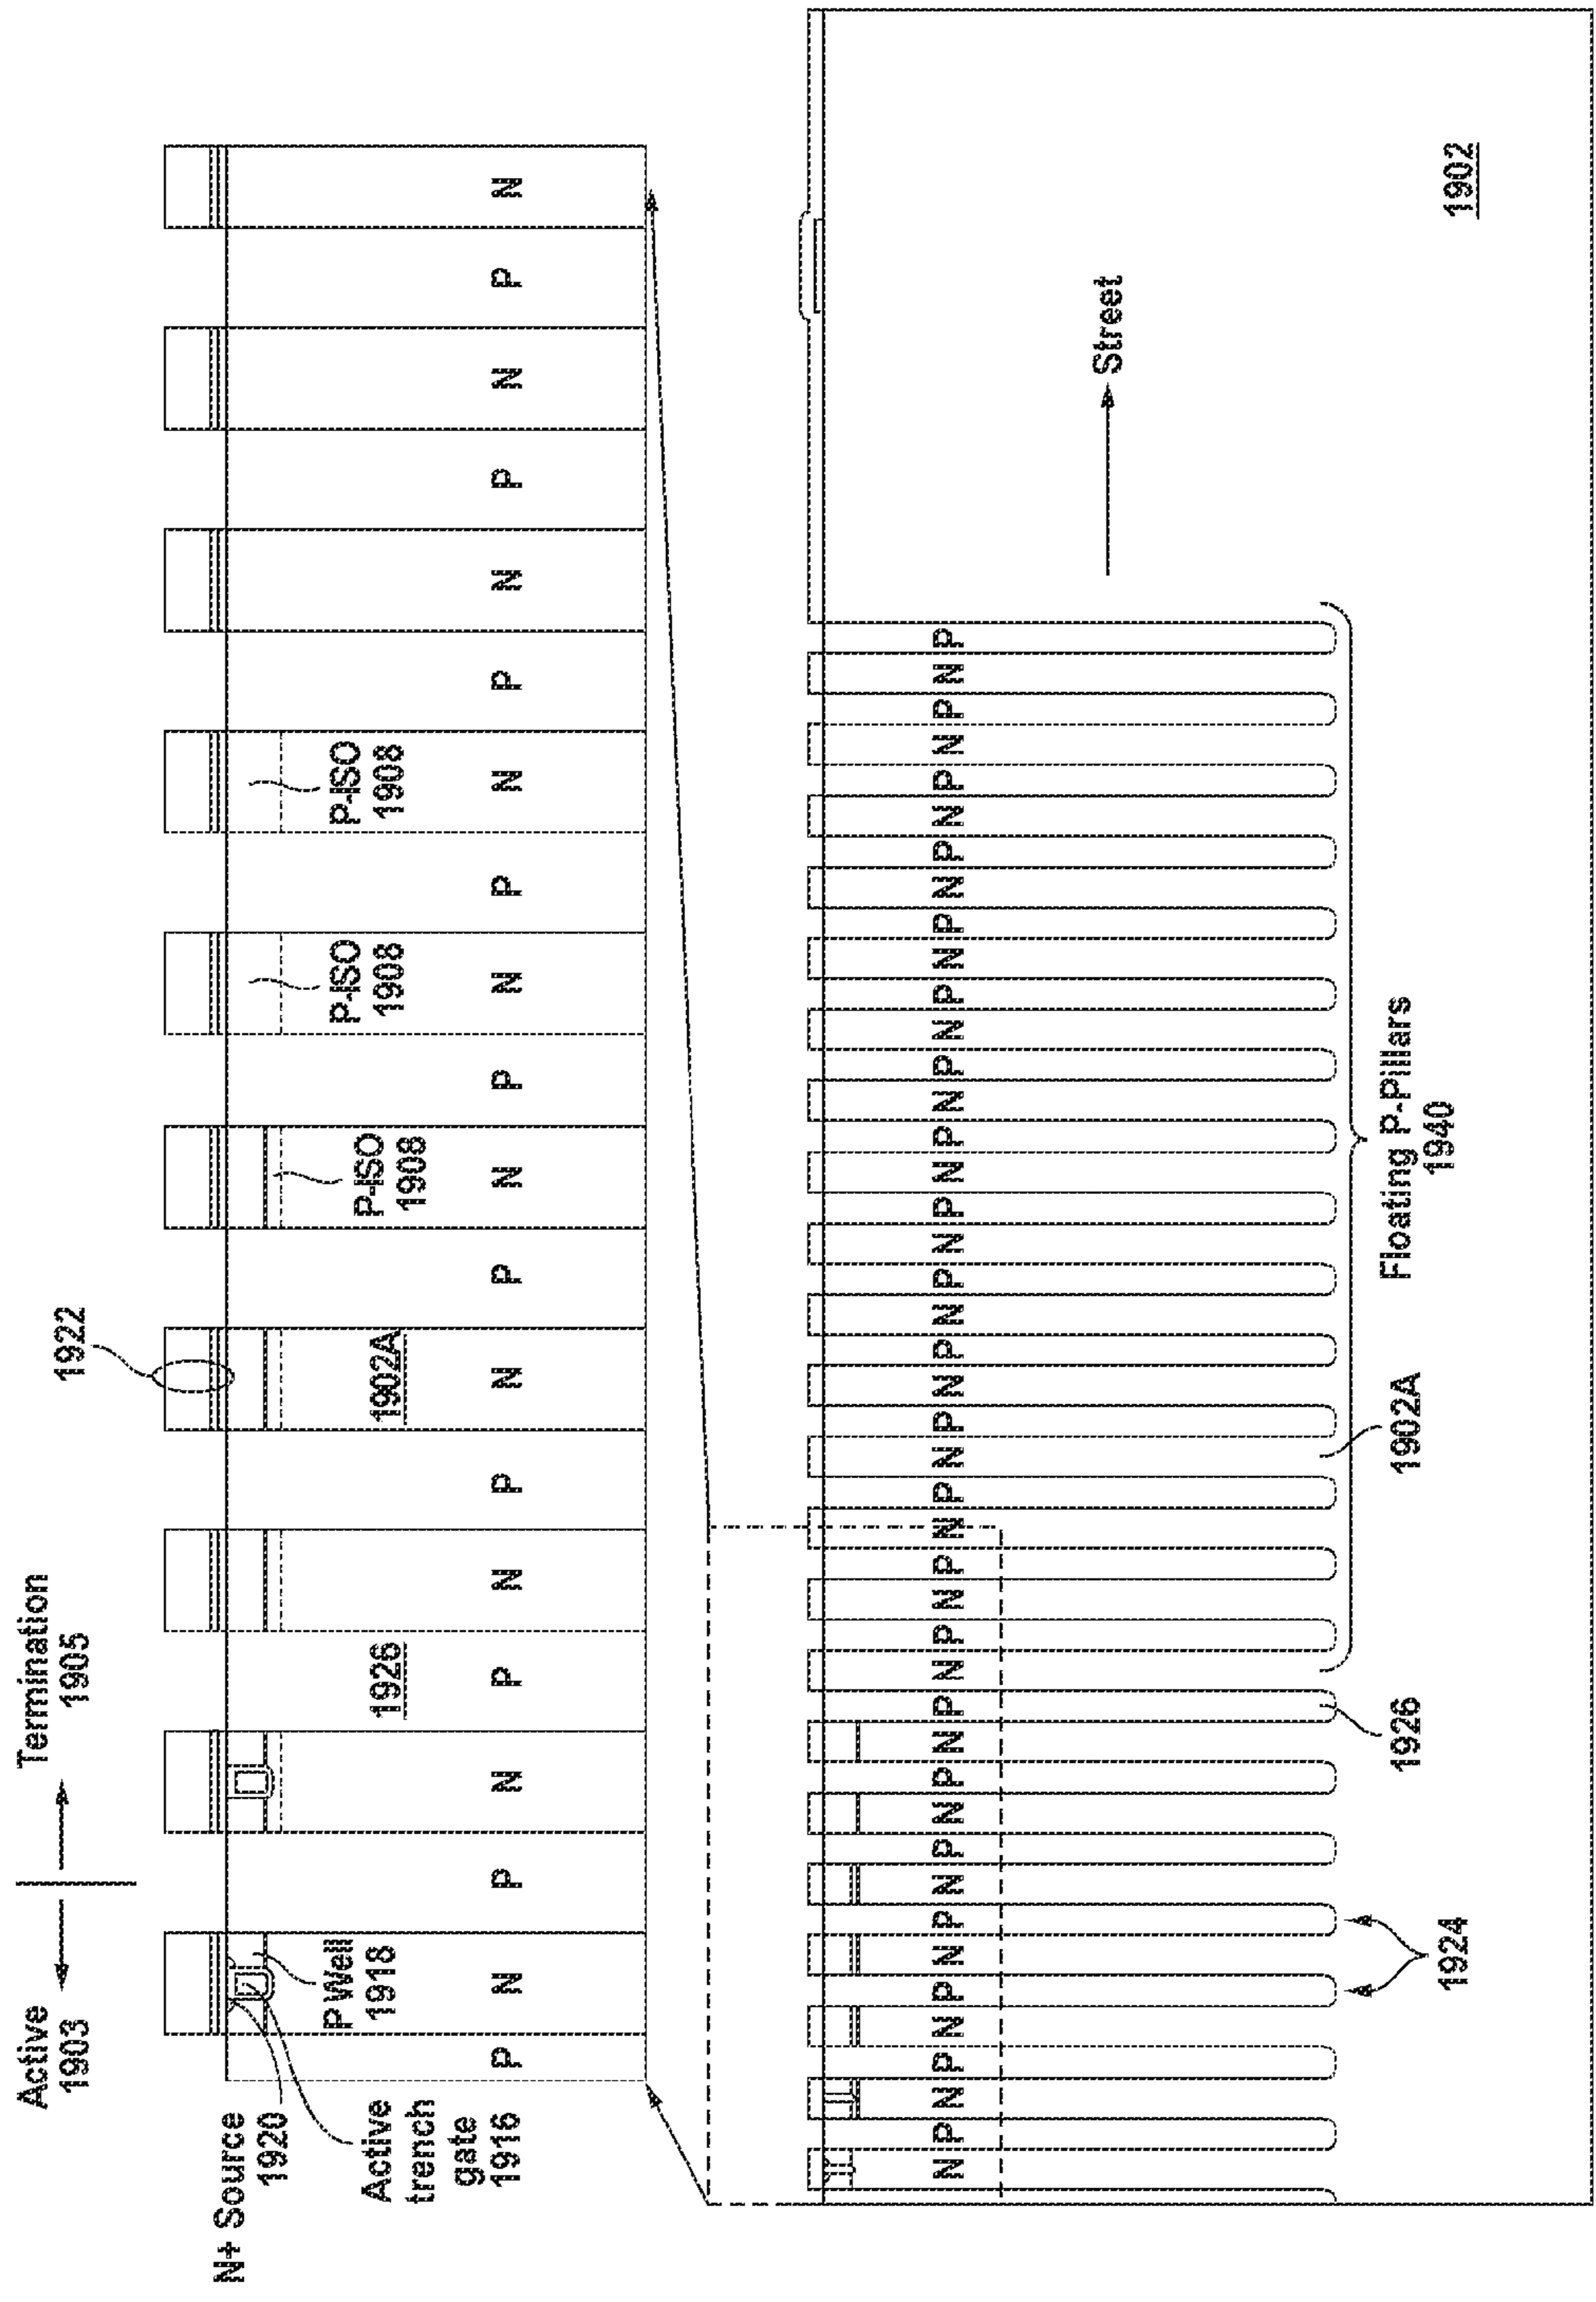 Active
1903
Termination
1905
1922
N+ Source
1920
Active
trench
gate
1916
P Well
1918
1926
1902A
P-ISO
1908
P-ISO
1908
P-ISO
1908
P N P N P N P N P N P N P N P N P N P N
N P N P N P N P N P N P N P N P N P N P N P N P N P N P N P N P N P N P N P N P N P
Street
1924
1926
1902A
Floating P-Pillars
1940
1902